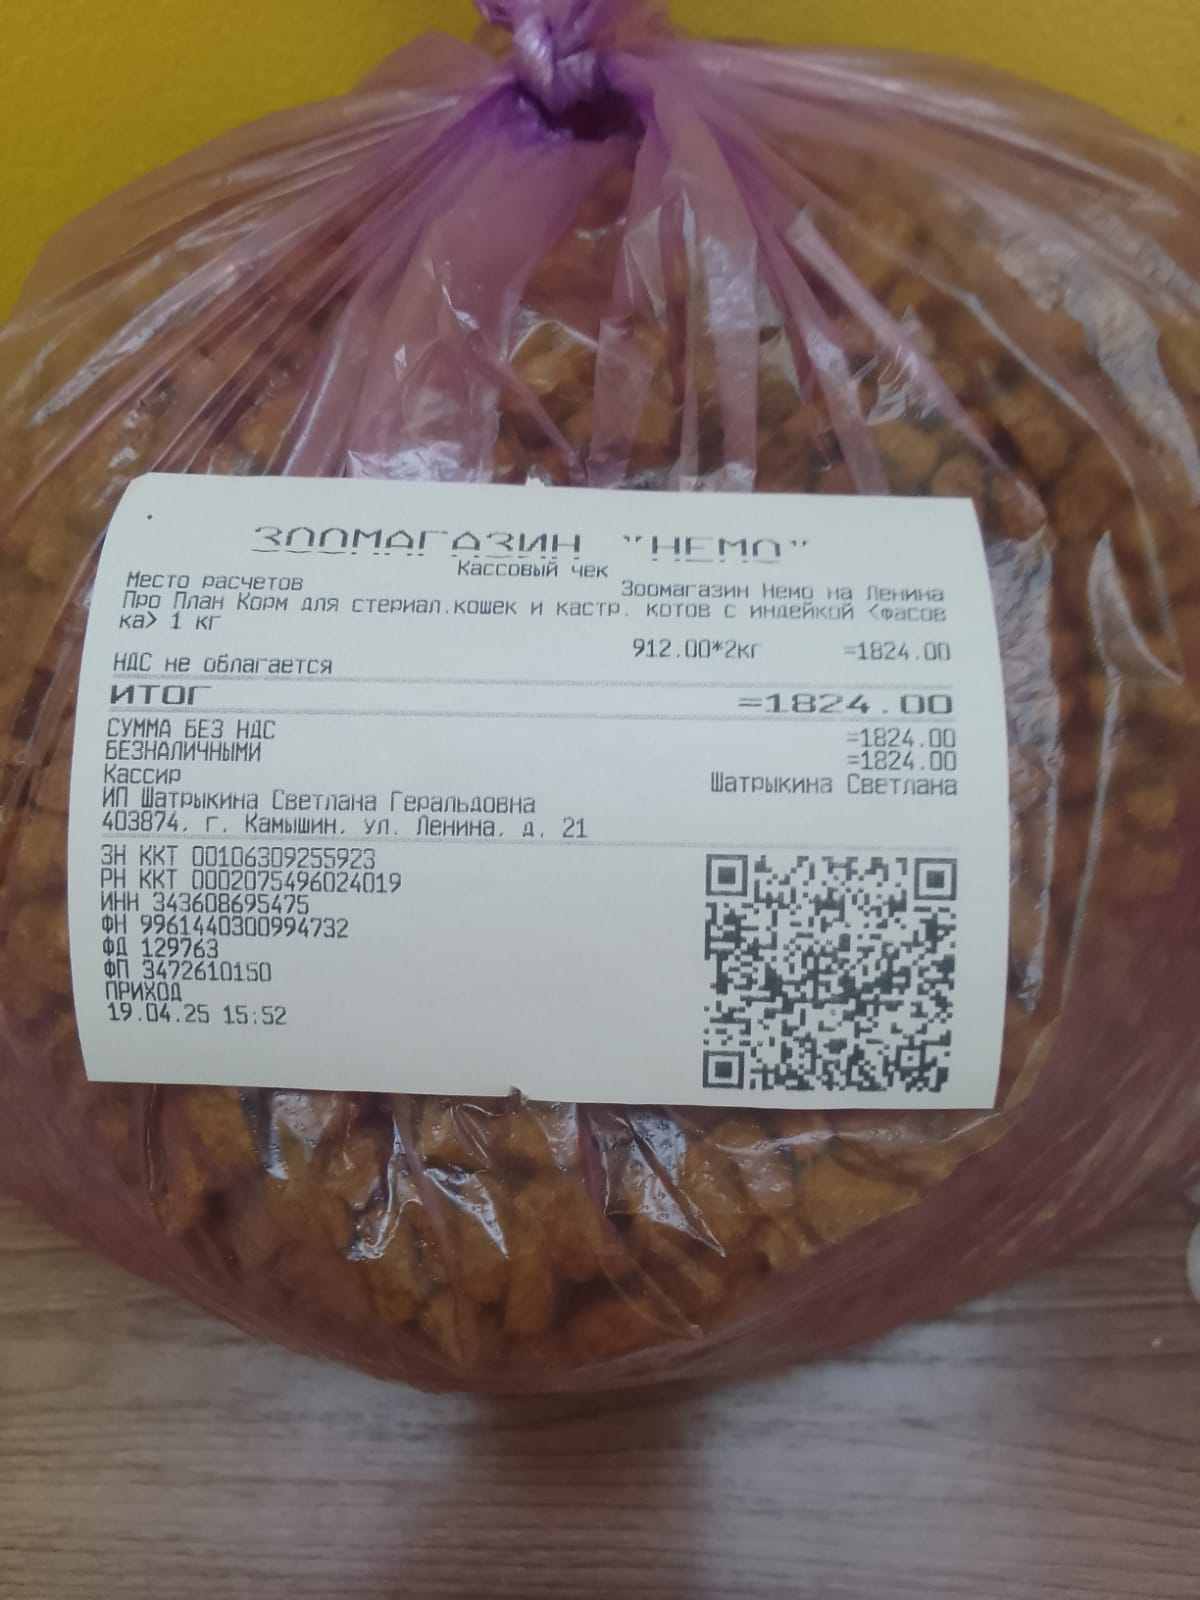 ЗООМАГАЗИН "НЕМО"
Кассовый чек
Место расчетов Зоомагазин Немо на Ленина
Про План Корм для стериал.кошек и кастр. котов с индейкой <фасов
ка> 1 кг
912.00*2кг =1824.00
НДС не облагается
ИТОГ =1824.00
СУММА БЕЗ НДС =1824.00
БЕЗНАЛИЧНЫМИ =1824.00
Кассир Шатрыкина Светлана
ИП Шатрыкина Светлана Геральдовна
403874, г. Камышин, ул. Ленина, д. 21
ЗН ККТ 00106309255923
РН ККТ 0002075496024019
ИНН 343608695475
ФН 9961440300994732
ФД 129763
ФП 3472610150
ПРИХОД
19.04.25 15:52